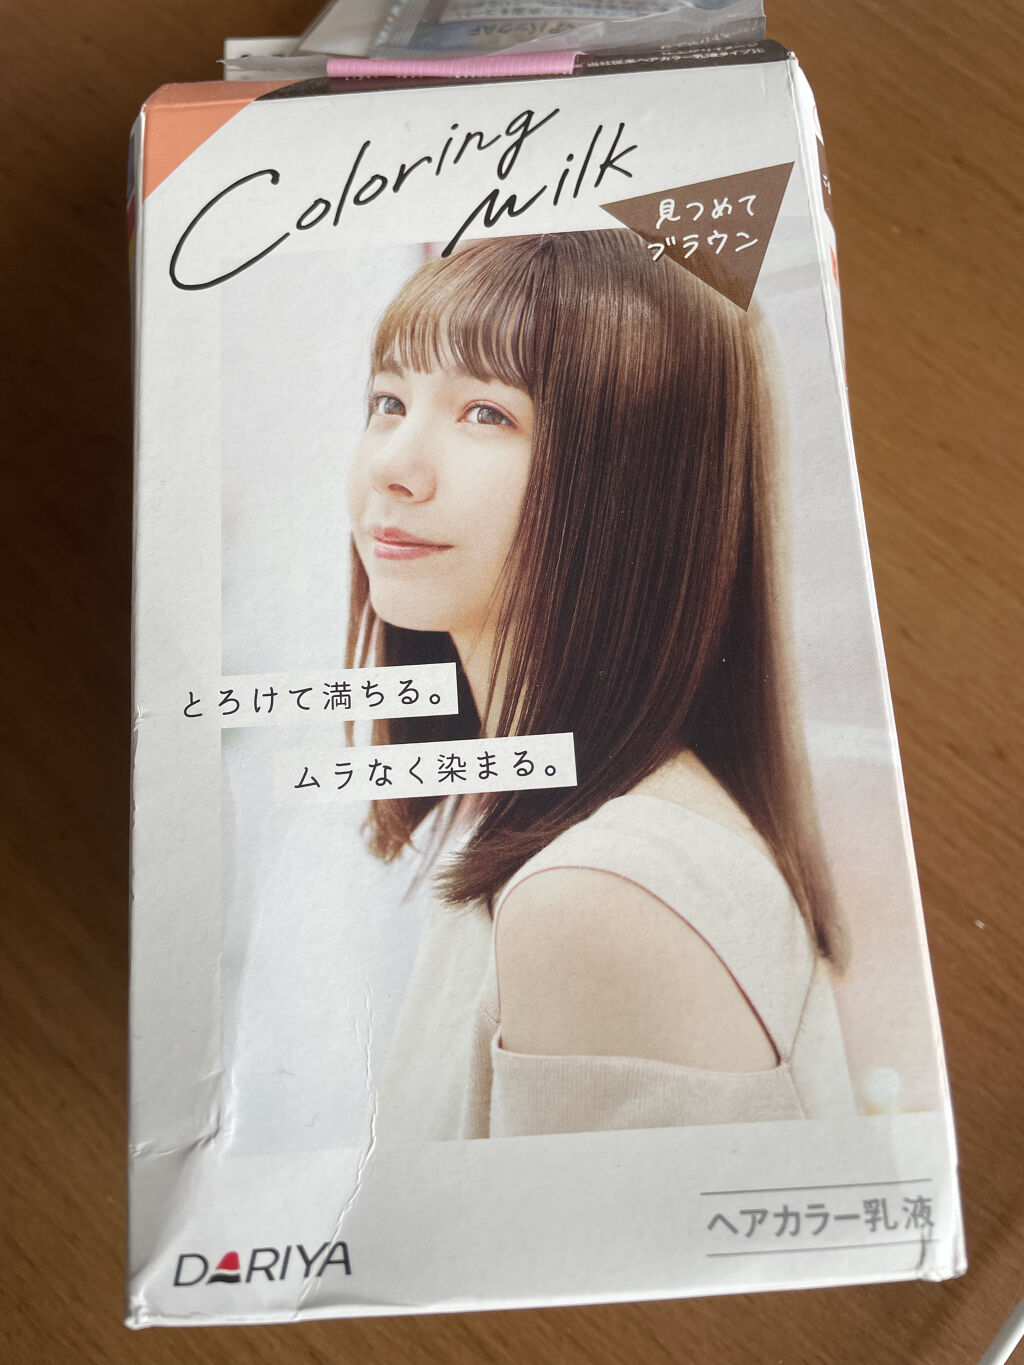 Coloring
milk
見つめて
ブラウン
とろけて満ちる。
ムラなく染まる。
ヘアカラー乳液
DARIYA